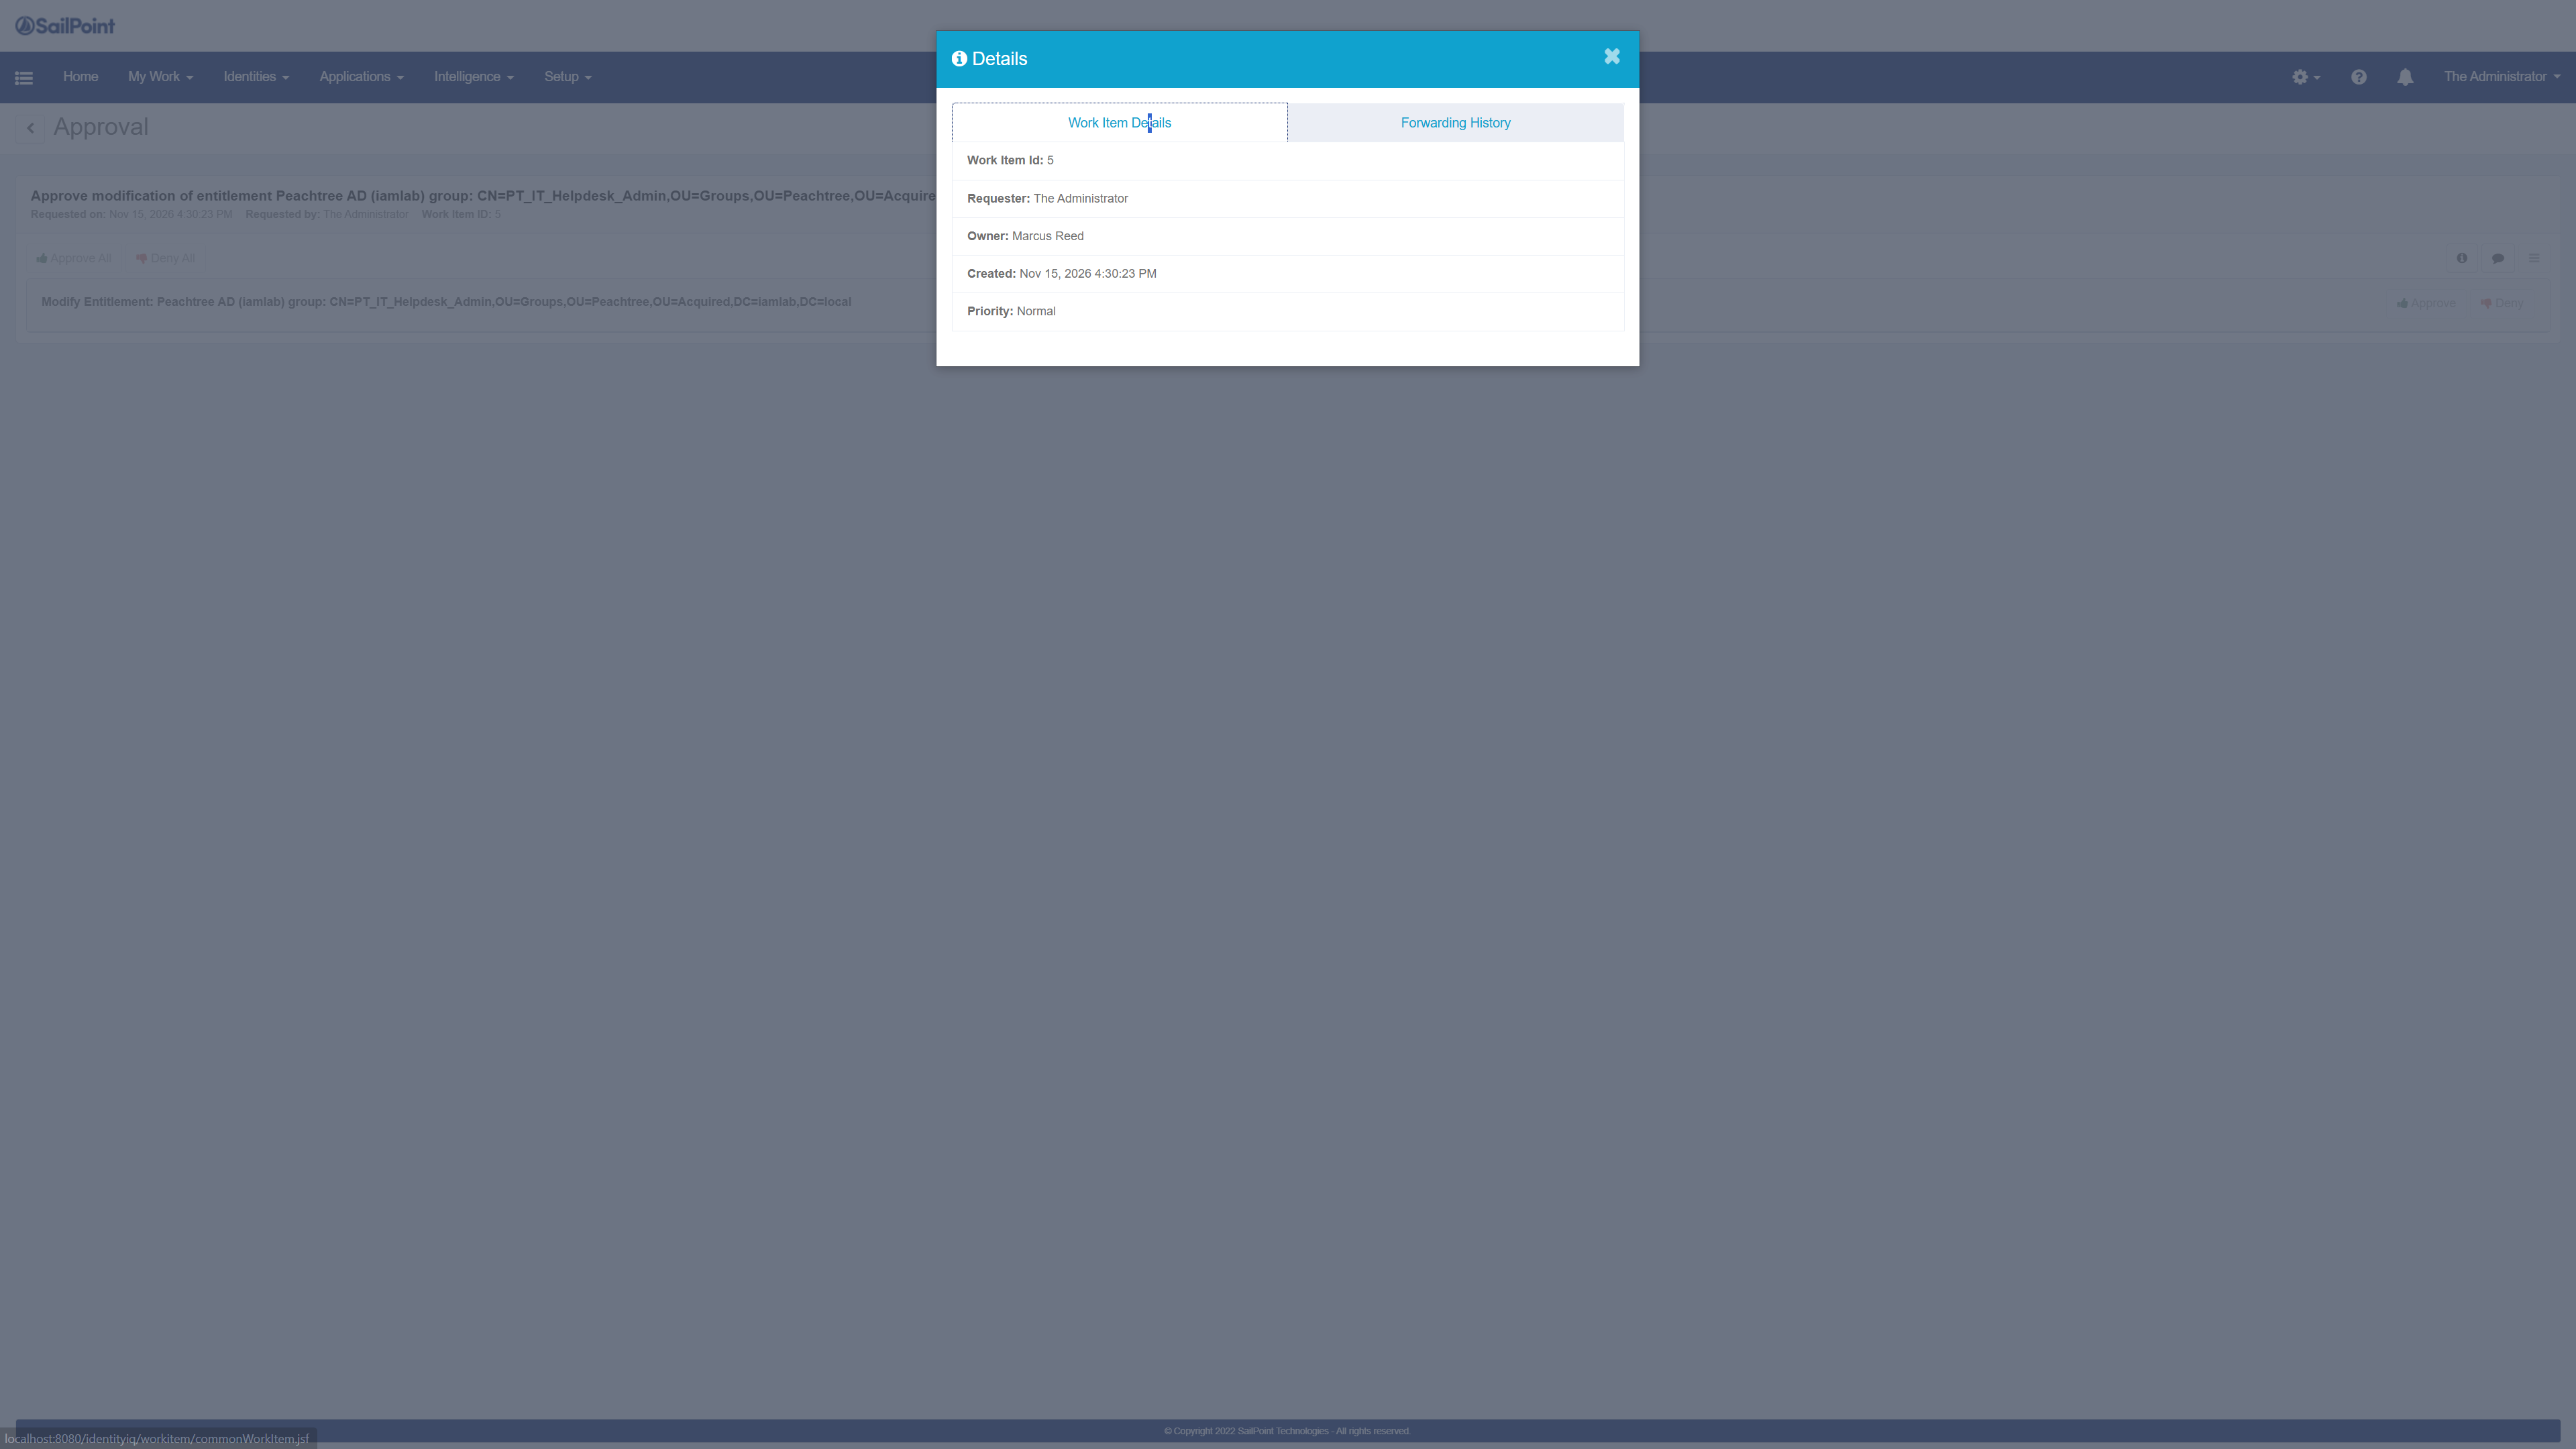 SailPoint
Home My Work Identities Applications Intelligence Setup The Administrator
Approval
Approve modification of entitlement Peachtree AD (iamlab) group: CN=PT_IT_Helpdesk_Admin,OU=Groups,OU=Peachtree,OU=Acquire
Requested on: Nov 15, 2026 4:30:23 PM Requested by: The Administrator Work Item ID: 5
Approve All Deny All
Modify Entitlement: Peachtree AD (iamlab) group: CN=PT_IT_Helpdesk_Admin,OU=Groups,OU=Peachtree,OU=Acquired,DC=iamlab,DC=local
Approve Deny
Details
Work Item Details Forwarding History
Work Item Id: 5
Requester: The Administrator
Owner: Marcus Reed
Created: Nov 15, 2026 4:30:23 PM
Priority: Normal
© Copyright 2022 SailPoint Technologies - All rights reserved.
localhost:8080/identityiq/workitem/commonWorkItem.jsf